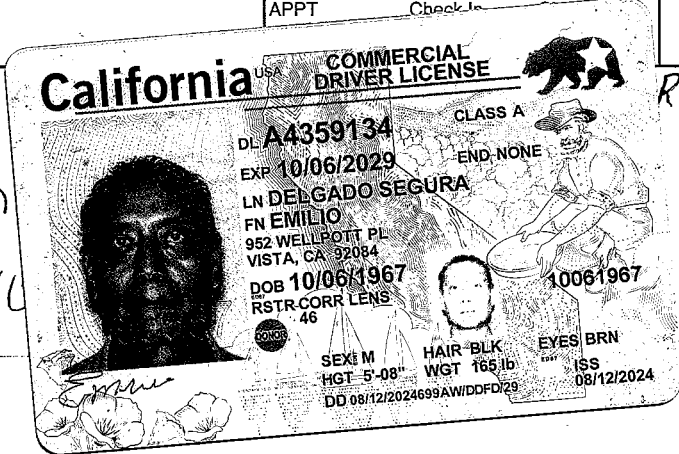 APPT Check In
California USA COMMERCIAL
DRIVER LICENSE
R
DL A4359134 CLASS A
EXP 10/06/2029 END NONE
LN DELGADO SEGURA
FN EMILIO
952 WELLPOTT PL
VISTA, CA 92084
DOB 10/06/1967 10061967
RSTR CORR LENS
46
DONOR
SEX M HAIR BLK EYES BRN
HGT 5'-08" WGT 165 lb ISS
DD 08/12/2024699AW/DDFD/29 08/12/2024